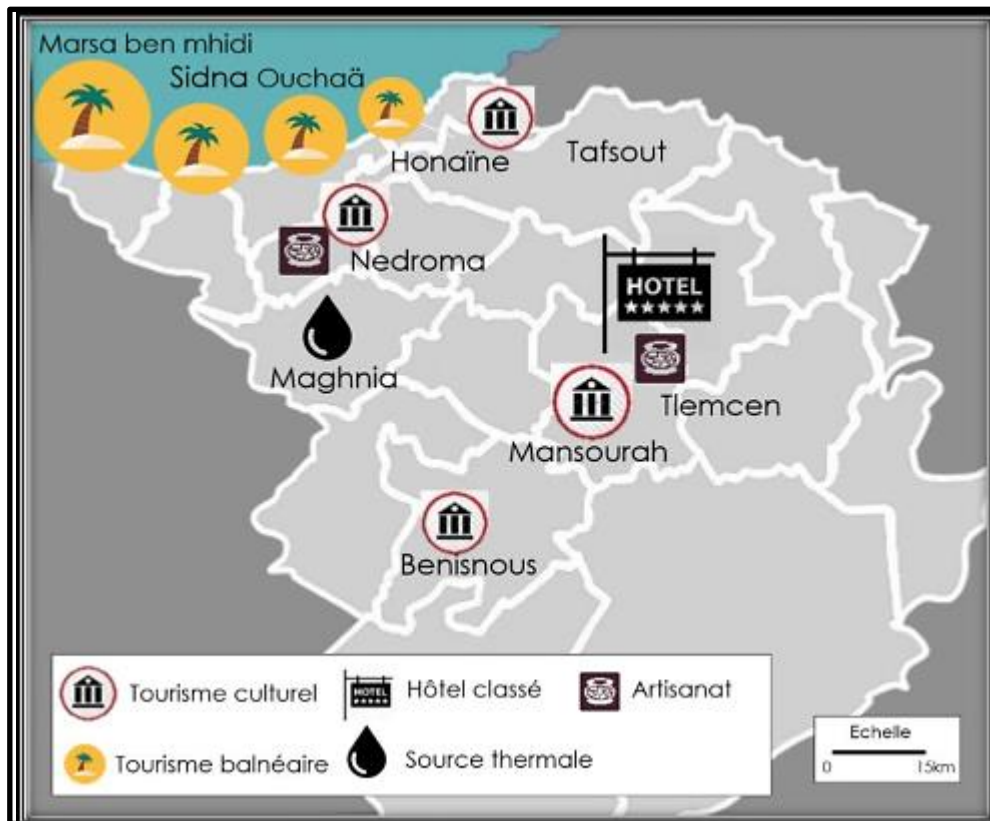 Marsa ben mhidi
Sidna Ouchaä
Honaïne
Tafsout
Nedroma
HOTEL
Maghnia
Tlemcen
Mansourah
Benisnous
Tourisme culturel
HOTEL
Hôtel classé
Artisanat
Tourisme balnéaire
Source thermale
Echelle
0 15km